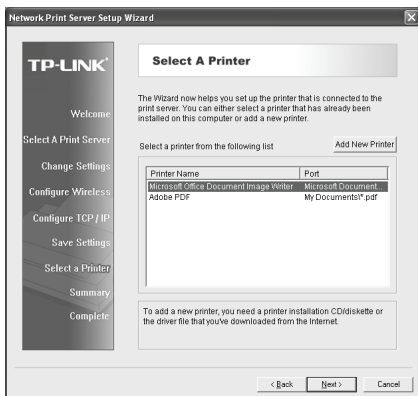 Network Print Server Setup Wizard
TP-LINK
Welcome
Select A Print Server
Change Settings
Configure Wireless
Configure TCP / IP
Save Settings
Select a Printer
Summary
Complete
Select A Printer
The Wizard now helps you set up the printer that is connected to the
print server. You can either select a printer that has already been
installed on this computer or add a new printer.
Select a printer from the following list
Add New Printer
Printer Name Port
Microsoft Office Document Image Writer Microsoft Document...
Adobe PDF My Documents\*.pdf
To add a new printer, you need a printer installation CD/diskette or
the driver file that you've downloaded from the Internet.
< Back Next > Cancel